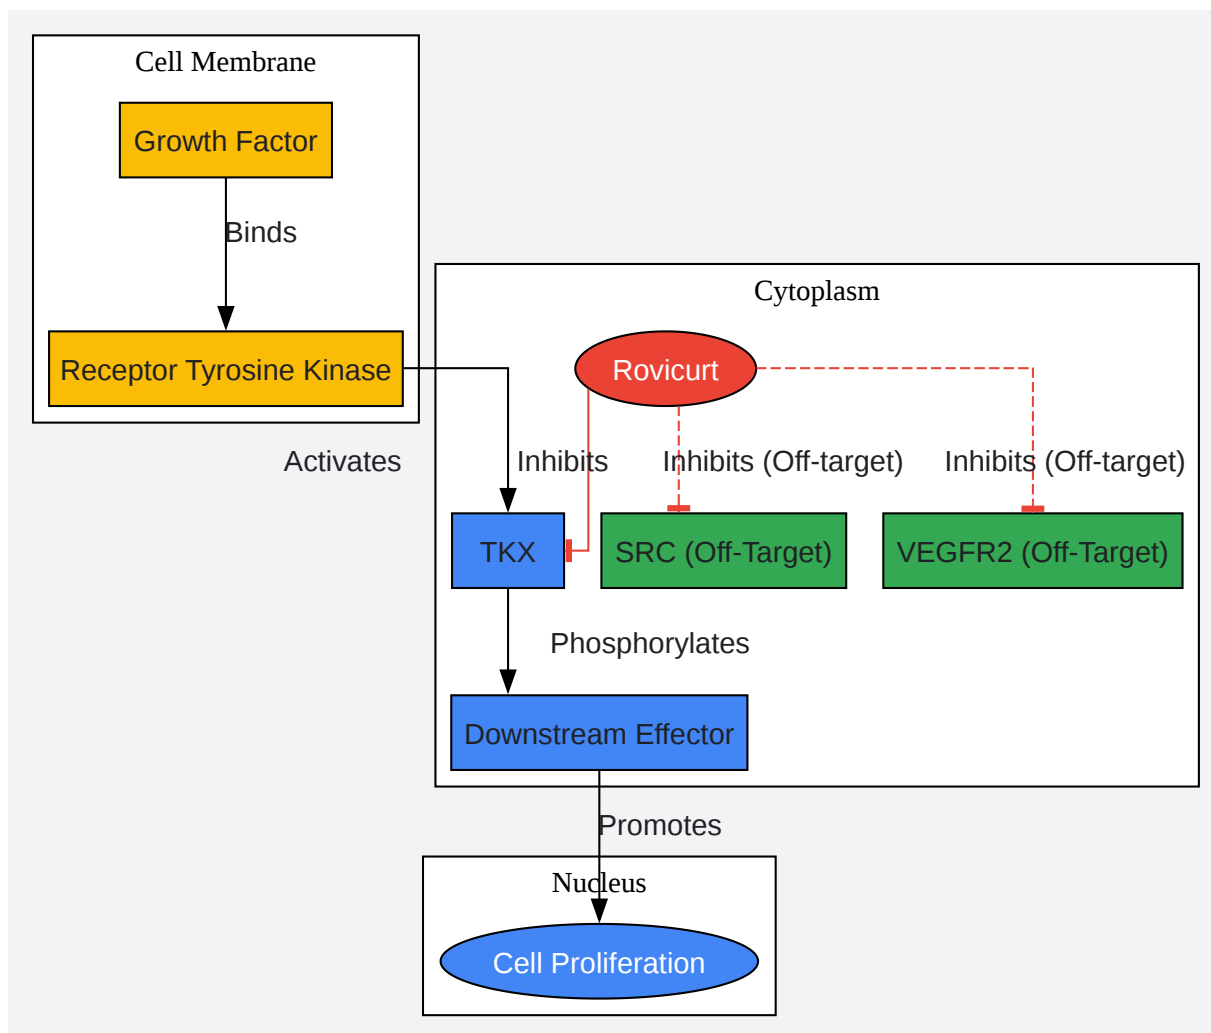 Cell Membrane
Growth Factor
Binds
Receptor Tyrosine Kinase
Activates
Cytoplasm
Rovicurt
Inhibits
Inhibits (Off-target)
Inhibits (Off-target)
TKX
SRC (Off-Target)
VEGFR2 (Off-Target)
Phosphorylates
Downstream Effector
Promotes
Nucleus
Cell Proliferation